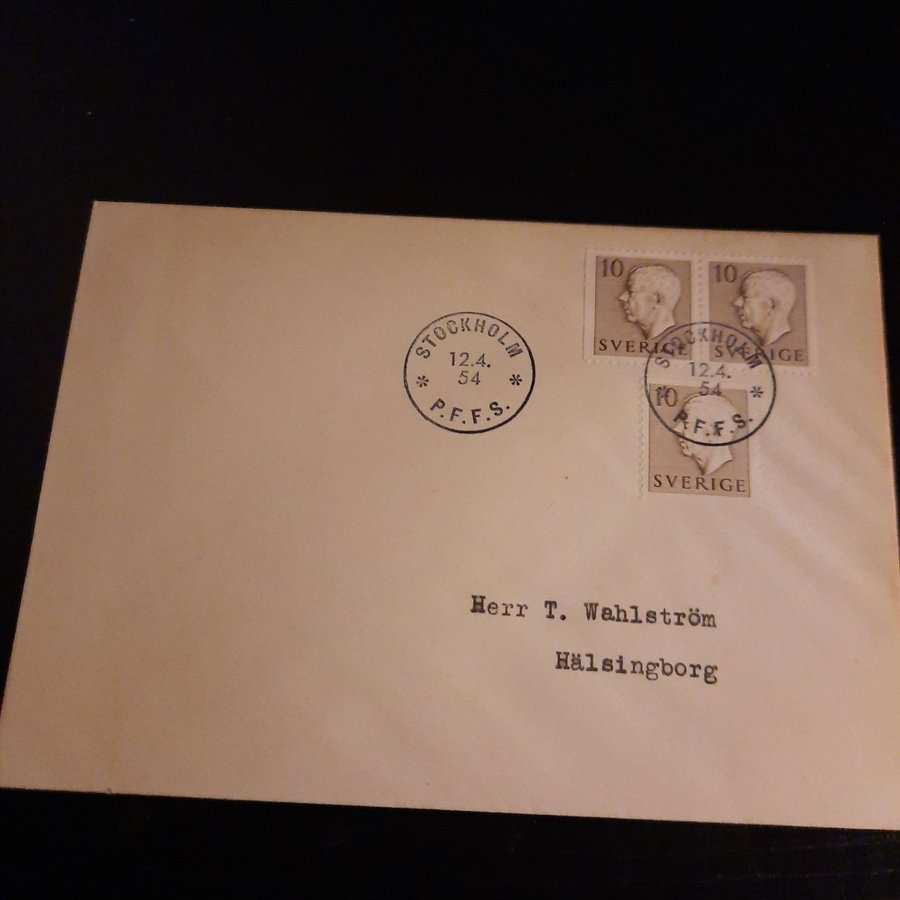 10
SVERIGE
10
SVERIGE
STOCKHOLM
12.4.
54
P.F.F.S.
STOCKHOLM
12.4.
54
P.F.F.S.
10
SVERIGE
Herr T. Wahlström
Hälsingborg